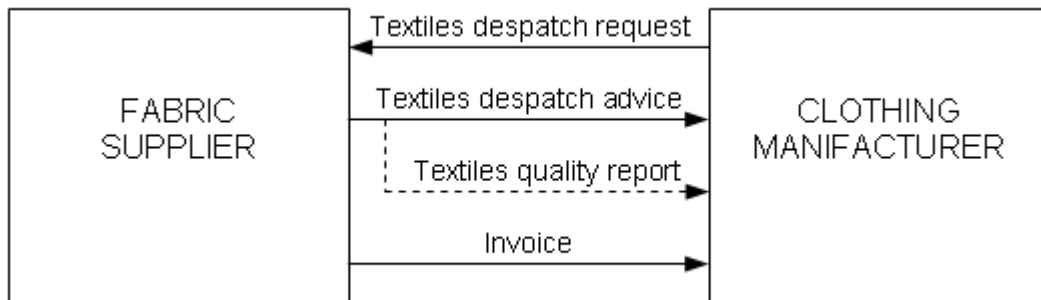 Textiles despatch request
FABRIC
SUPPLIER
Textiles despatch advice
CLOTHING
MANIFACTURER
Textiles quality report
Invoice